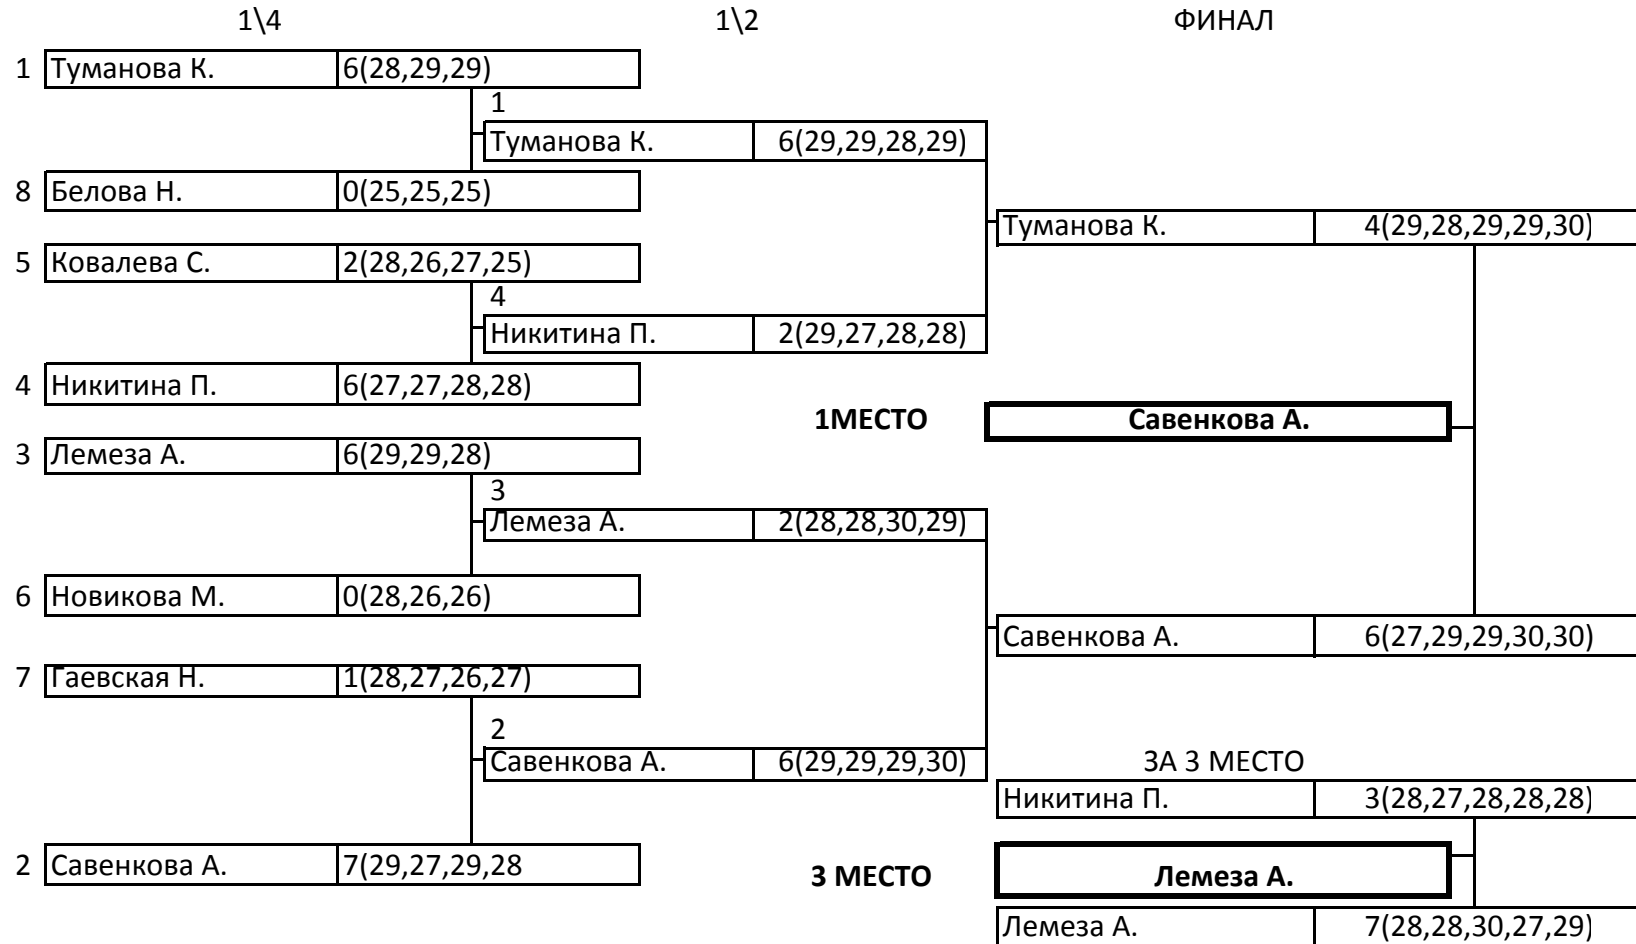 1\4 1\2 ФИНАЛ
1 Туманова К. 6(28,29,29)
1
Туманова К. 6(29,29,28,29)
8 Белова Н. 0(25,25,25)
Туманова К. 4(29,28,29,29,30)
5 Ковалева С. 2(28,26,27,25)
4
Никитина П. 2(29,27,28,28)
4 Никитина П. 6(27,27,28,28)
1МЕСТО Савенкова А.
3 Лемеза А. 6(29,29,28)
3
Лемеза А. 2(28,28,30,29)
6 Новикова М. 0(28,26,26)
Савенкова А. 6(27,29,29,30,30)
7 Гаевская Н. 1(28,27,26,27)
2
Савенкова А. 6(29,29,29,30)
ЗА 3 МЕСТО
Никитина П. 3(28,27,28,28,28)
2 Савенкова А. 7(29,27,29,28
3 МЕСТО Лемеза А.
Лемеза А. 7(28,28,30,27,29)